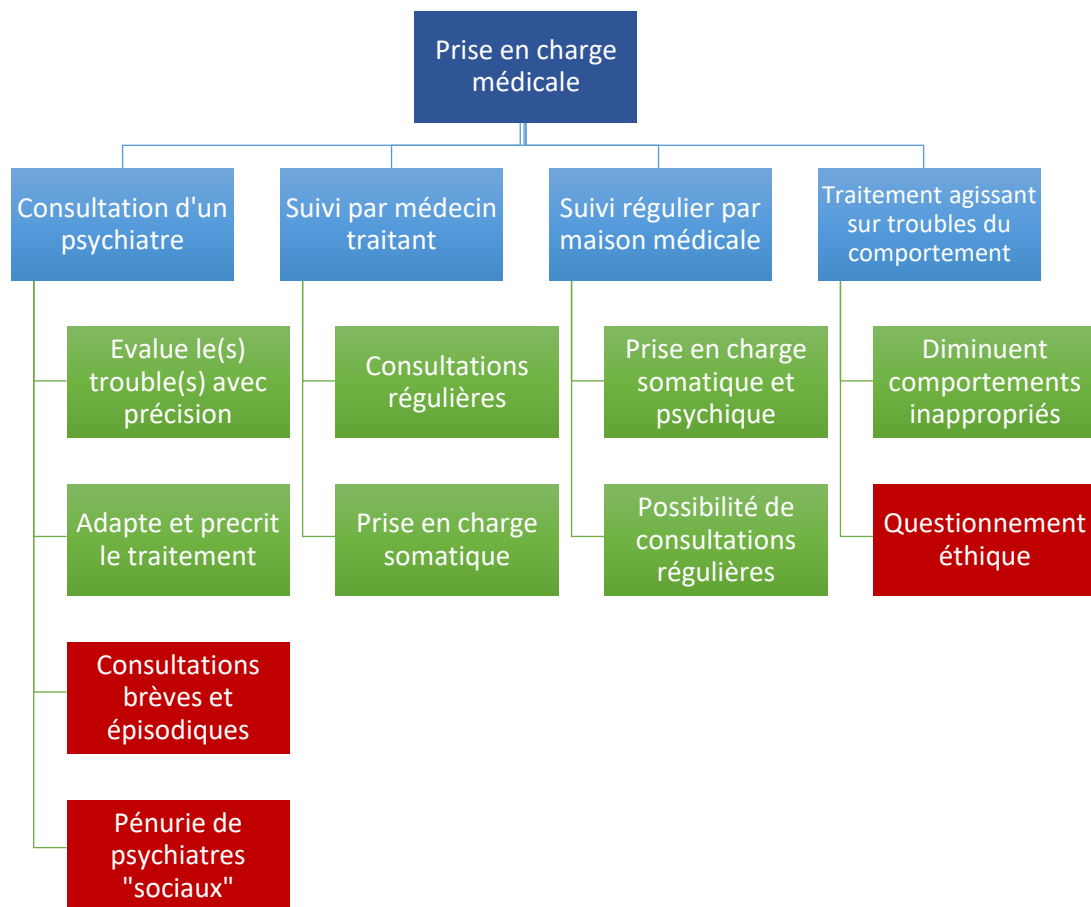 Prise en charge
médicale
Consultation d'un
psychiatre
Suivi par médecin
traitant
Suivi régulier par
maison médicale
Traitement agissant
sur troubles du
comportement
Evalue le(s)
trouble(s) avec
précision
Adapte et precrit
le traitement
Consultations
brèves et
épisodiques
Pénurie de
psychiatres
"sociaux"
Consultations
régulières
Prise en charge
somatique
Prise en charge
somatique et
psychique
Possibilité de
consultations
régulières
Diminuent
comportements
inappropriés
Questionnement
éthique